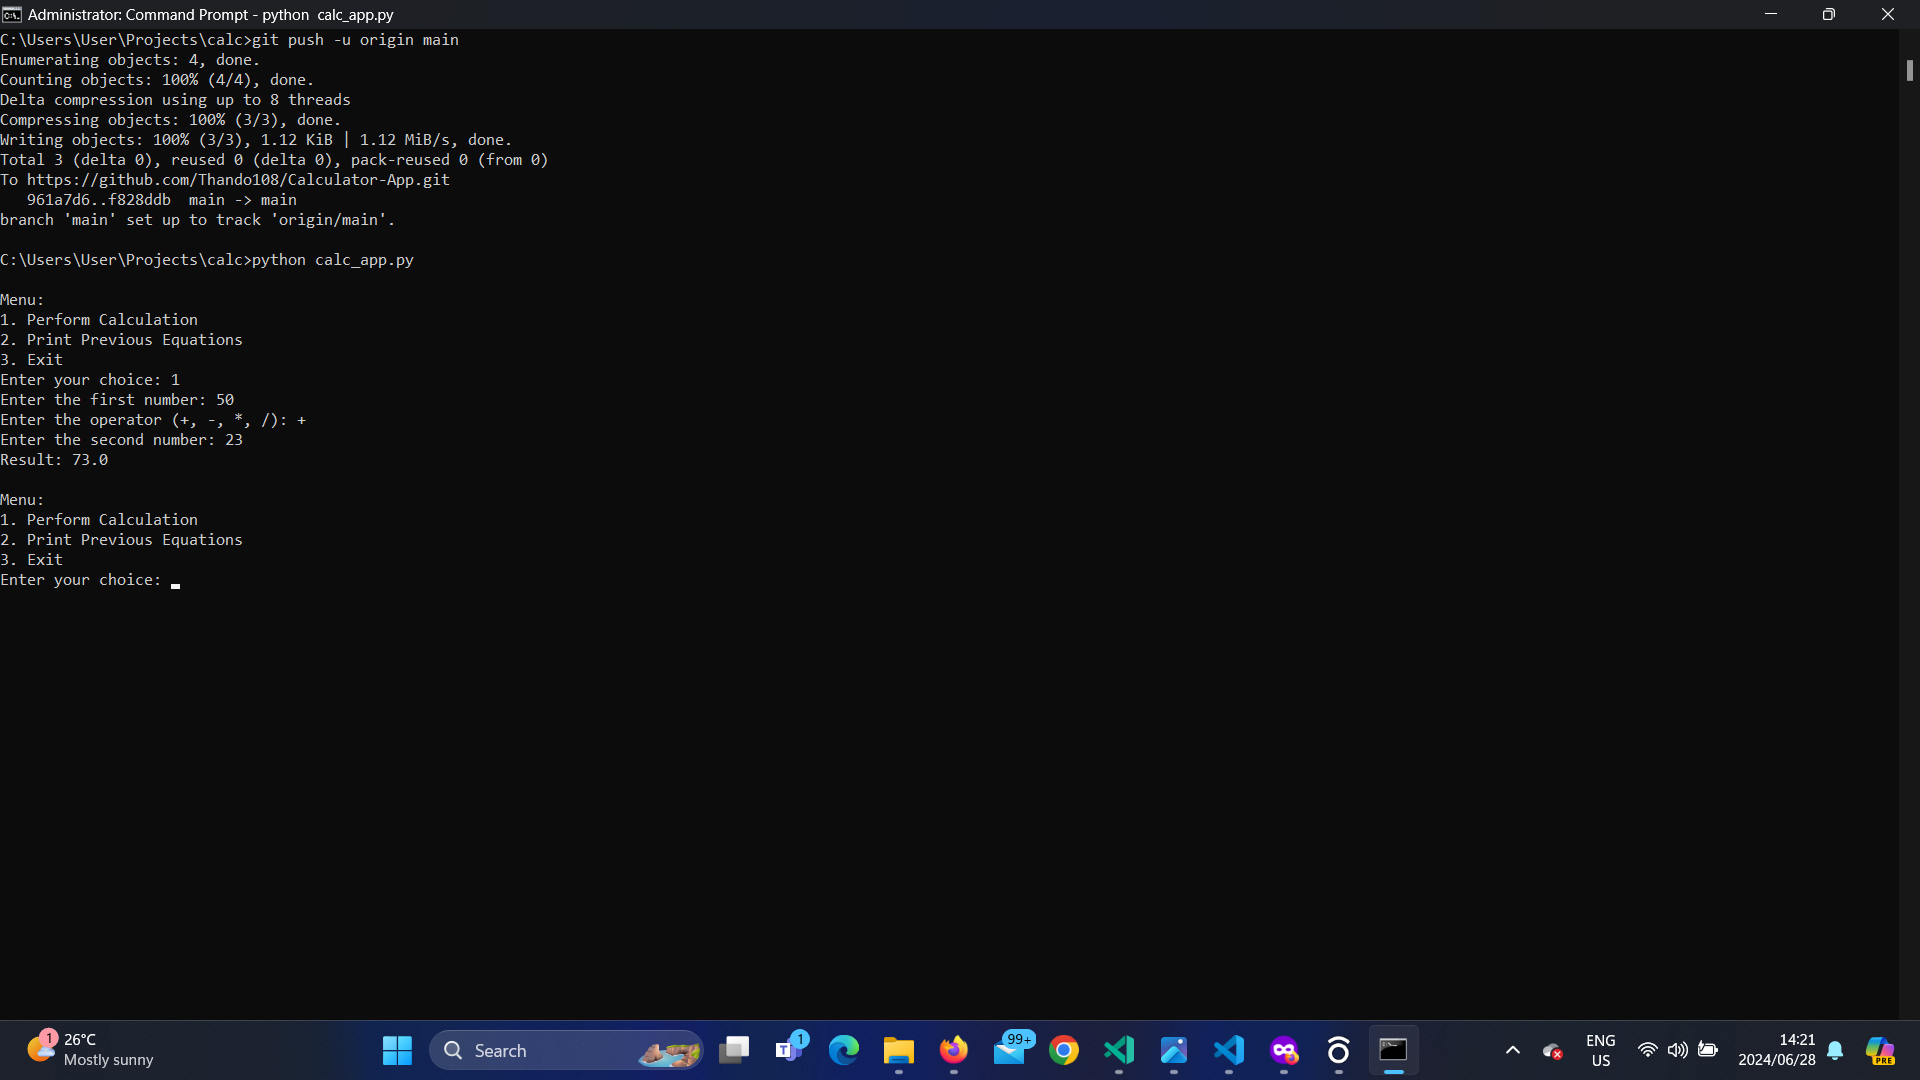 Administrator: Command Prompt - python  calc_app.py
C:\Users\User\Projects\calc>git push -u origin main
Enumerating objects: 4, done.
Counting objects: 100% (4/4), done.
Delta compression using up to 8 threads
Compressing objects: 100% (3/3), done.
Writing objects: 100% (3/3), 1.12 KiB | 1.12 MiB/s, done.
Total 3 (delta 0), reused 0 (delta 0), pack-reused 0 (from 0)
To https://github.com/Thando108/Calculator-App.git
   961a7d6..f828ddb  main -> main
branch 'main' set up to track 'origin/main'.
C:\Users\User\Projects\calc>python calc_app.py
Menu:
1. Perform Calculation
2. Print Previous Equations
3. Exit
Enter your choice: 1
Enter the first number: 50
Enter the operator (+, -, *, /): +
Enter the second number: 23
Result: 73.0
Menu:
1. Perform Calculation
2. Print Previous Equations
3. Exit
Enter your choice:
1
26°C
Mostly sunny
Search
1
99+
ENG
US
14:21
2024/06/28
PRE